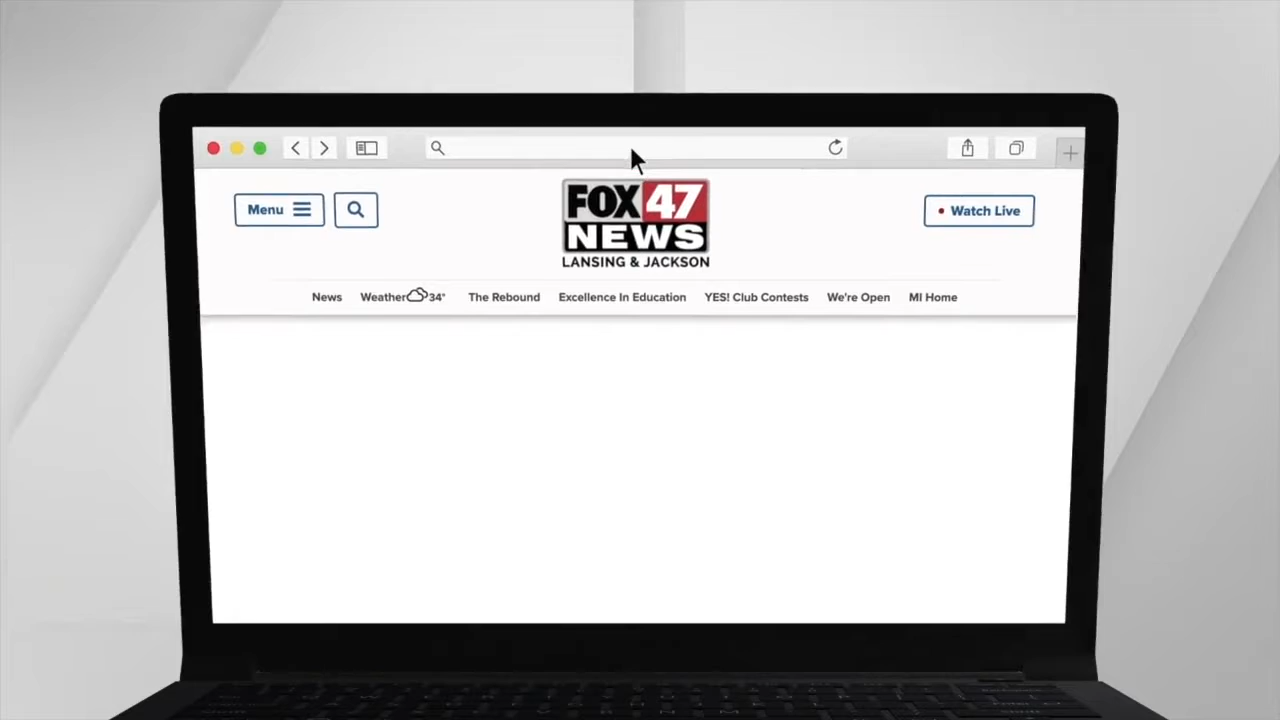 Menu
Watch Live
FOX 47
NEWS
LANSING & JACKSON
News Weather 34° The Rebound Excellence In Education YES! Club Contests We're Open MI Home